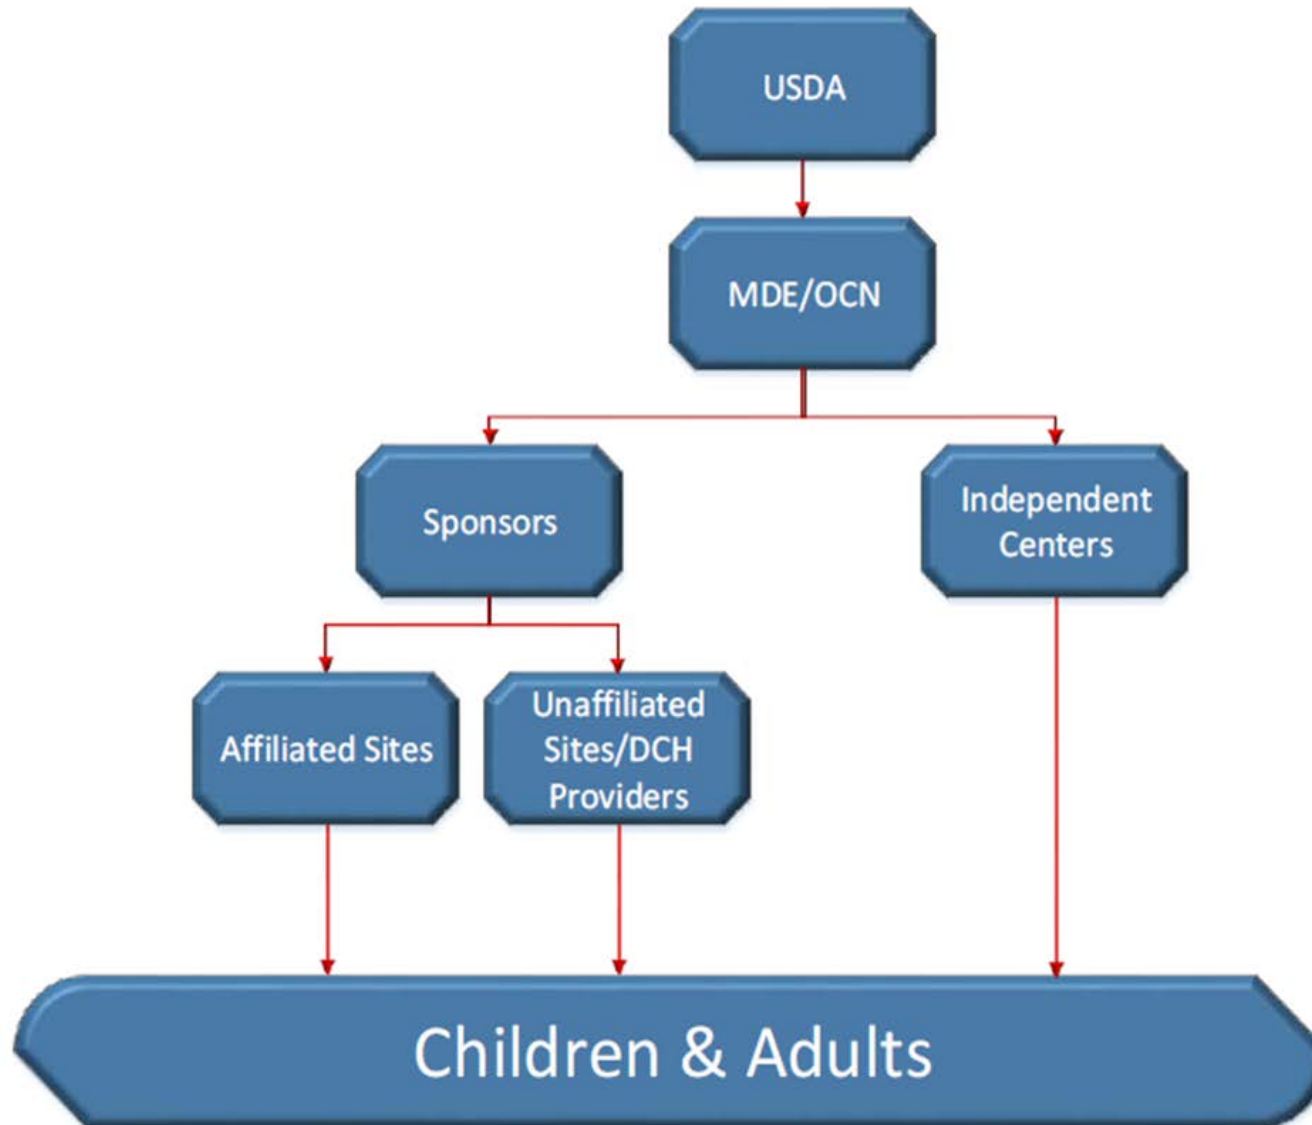 USDA
MDE/OCN
Sponsors
Independent
Centers
Affiliated Sites
Unaffiliated
Sites/DCH
Providers
Children & Adults